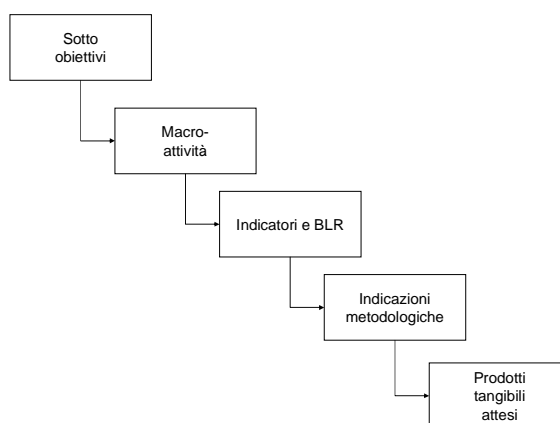 Sotto
obiettivi
Macro-
attività
Indicatori e BLR
Indicazioni
metodologiche
Prodotti
tangibili
attesi